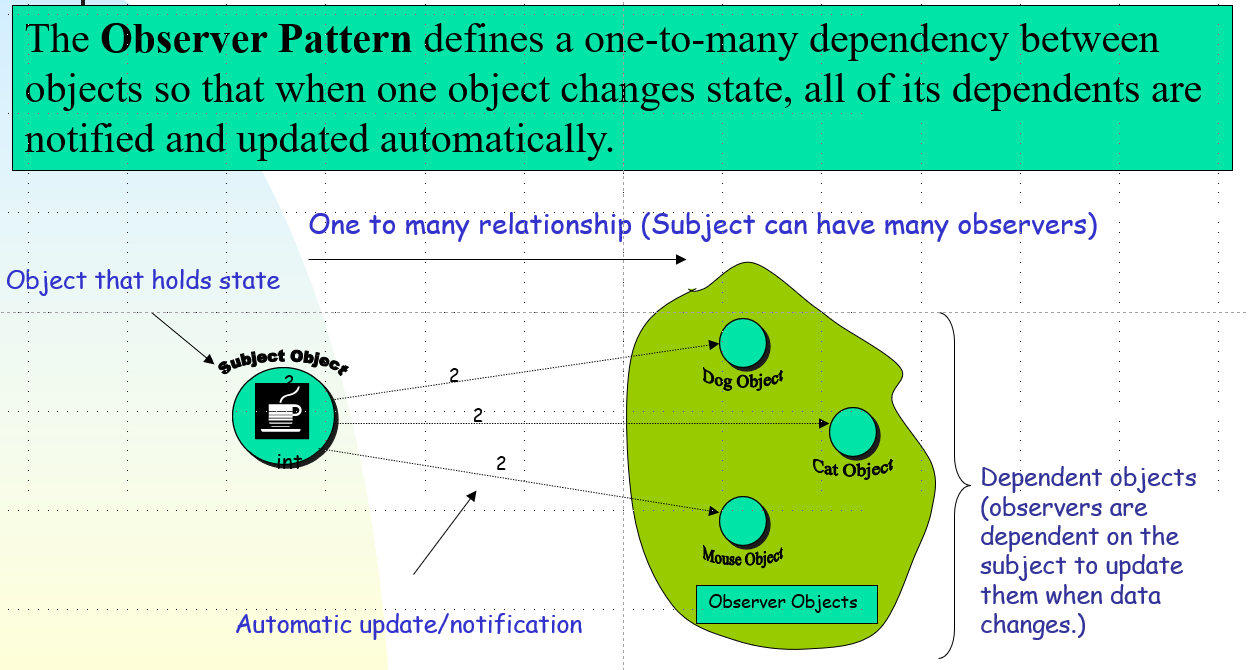 The Observer Pattern defines a one-to-many dependency between
objects so that when one object changes state, all of its dependents are
notified and updated automatically.
One to many relationship (Subject can have many observers)
Object that holds state
Subject Object
2
int
2
2
2
Dog Object
Cat Object
Mouse Object
Observer Objects
Automatic update/notification
Dependent objects
(observers are
dependent on the
subject to update
them when data
changes.)